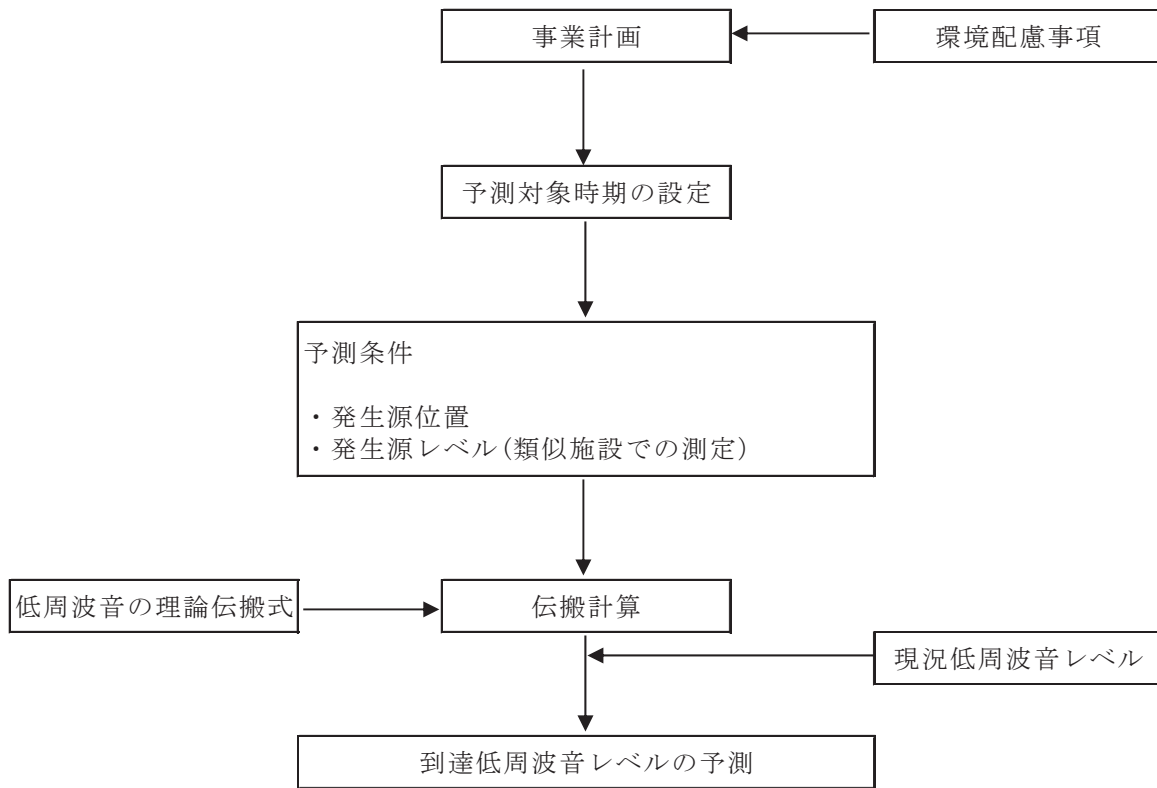 事業計画
環境配慮事項
予測対象時期の設定
予測条件
・発生源位置
・発生源レベル(類似施設での測定)
低周波音の理論伝搬式
伝搬計算
現況低周波音レベル
到達低周波音レベルの予測